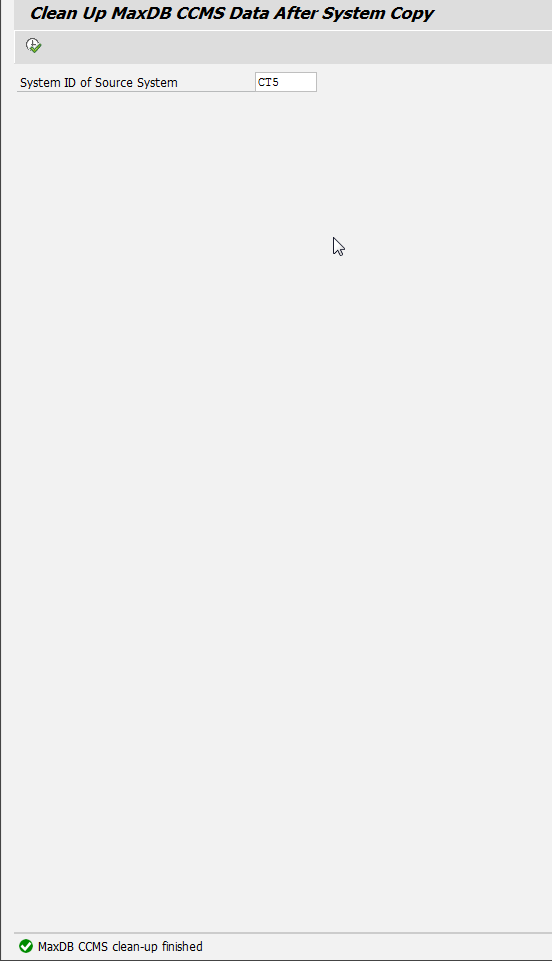 Clean Up MaxDB CCMS Data After System Copy
System ID of Source System CT5
MaxDB CCMS clean-up finished